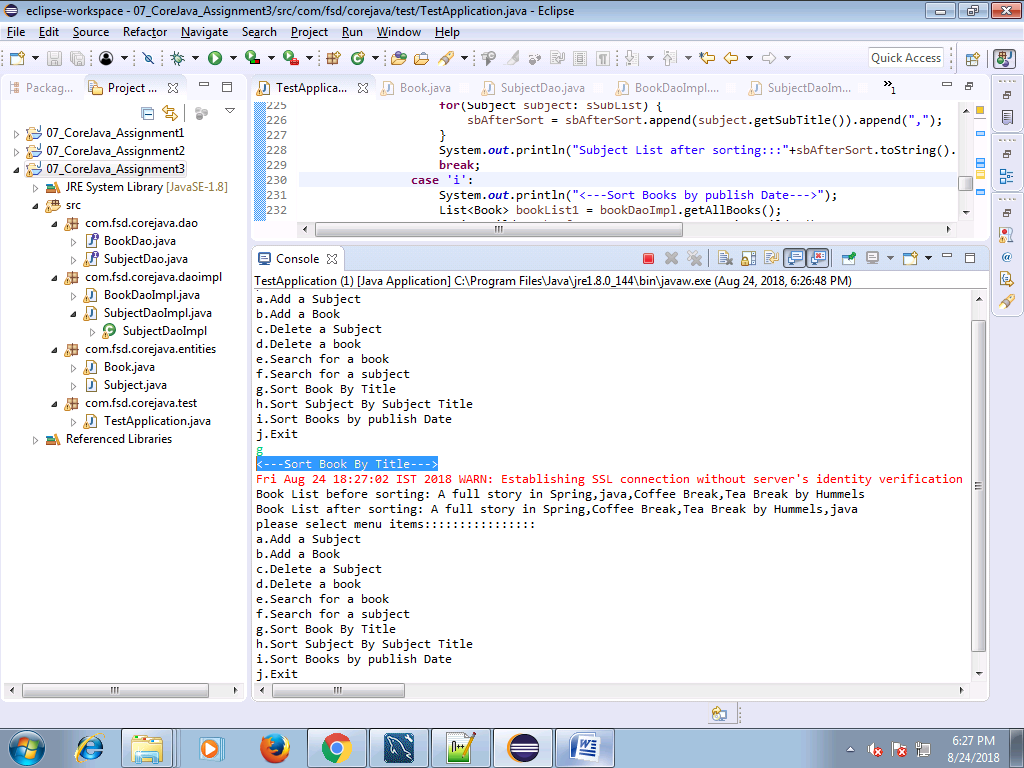 eclipse-workspace - 07_CoreJava_Assignment3/src/com/fsd/corejava/test/TestApplication.java - Eclipse
File Edit Source Refactor Navigate Search Project Run Window Help
Quick Access
Packag... Project ...
07_CoreJava_Assignment1
07_CoreJava_Assignment2
07_CoreJava_Assignment3
JRE System Library [JavaSE-1.8]
src
com.fsd.corejava.dao
BookDao.java
SubjectDao.java
com.fsd.corejava.daoimpl
BookDaoImpl.java
SubjectDaoImpl.java
SubjectDaoImpl
com.fsd.corejava.entities
Book.java
Subject.java
com.fsd.corejava.test
TestApplication.java
Referenced Libraries
TestApplica... Book.java SubjectDao.java BookDaoImpl.... SubjectDaoIm... »1
225 for(Subject subject: sSubList) {
226 sbAfterSort = sbAfterSort.append(subject.getSubTitle()).append(",");
227 }
228 System.out.println("Subject List after sorting:::"+sbAfterSort.toString().
229 break;
230 case 'i':
231 System.out.println("<---Sort Books by publish Date--->");
232 List<Book> bookList1 = bookDaoImpl.getAllBooks();
Console
TestApplication (1) [Java Application] C:\Program Files\Java\jre1.8.0_144\bin\javaw.exe (Aug 24, 2018, 6:26:48 PM)
a.Add a Subject
b.Add a Book
c.Delete a Subject
d.Delete a book
e.Search for a book
f.Search for a subject
g.Sort Book By Title
h.Sort Subject By Subject Title
i.Sort Books by publish Date
j.Exit
g
<---Sort Book By Title--->
Fri Aug 24 18:27:02 IST 2018 WARN: Establishing SSL connection without server's identity verification
Book List before sorting: A full story in Spring,java,Coffee Break,Tea Break by Hummels
Book List after sorting: A full story in Spring,Coffee Break,Tea Break by Hummels,java
please select menu items::::::::::::::::
a.Add a Subject
b.Add a Book
c.Delete a Subject
d.Delete a book
e.Search for a book
f.Search for a subject
g.Sort Book By Title
h.Sort Subject By Subject Title
i.Sort Books by publish Date
j.Exit
6:27 PM
8/24/2018